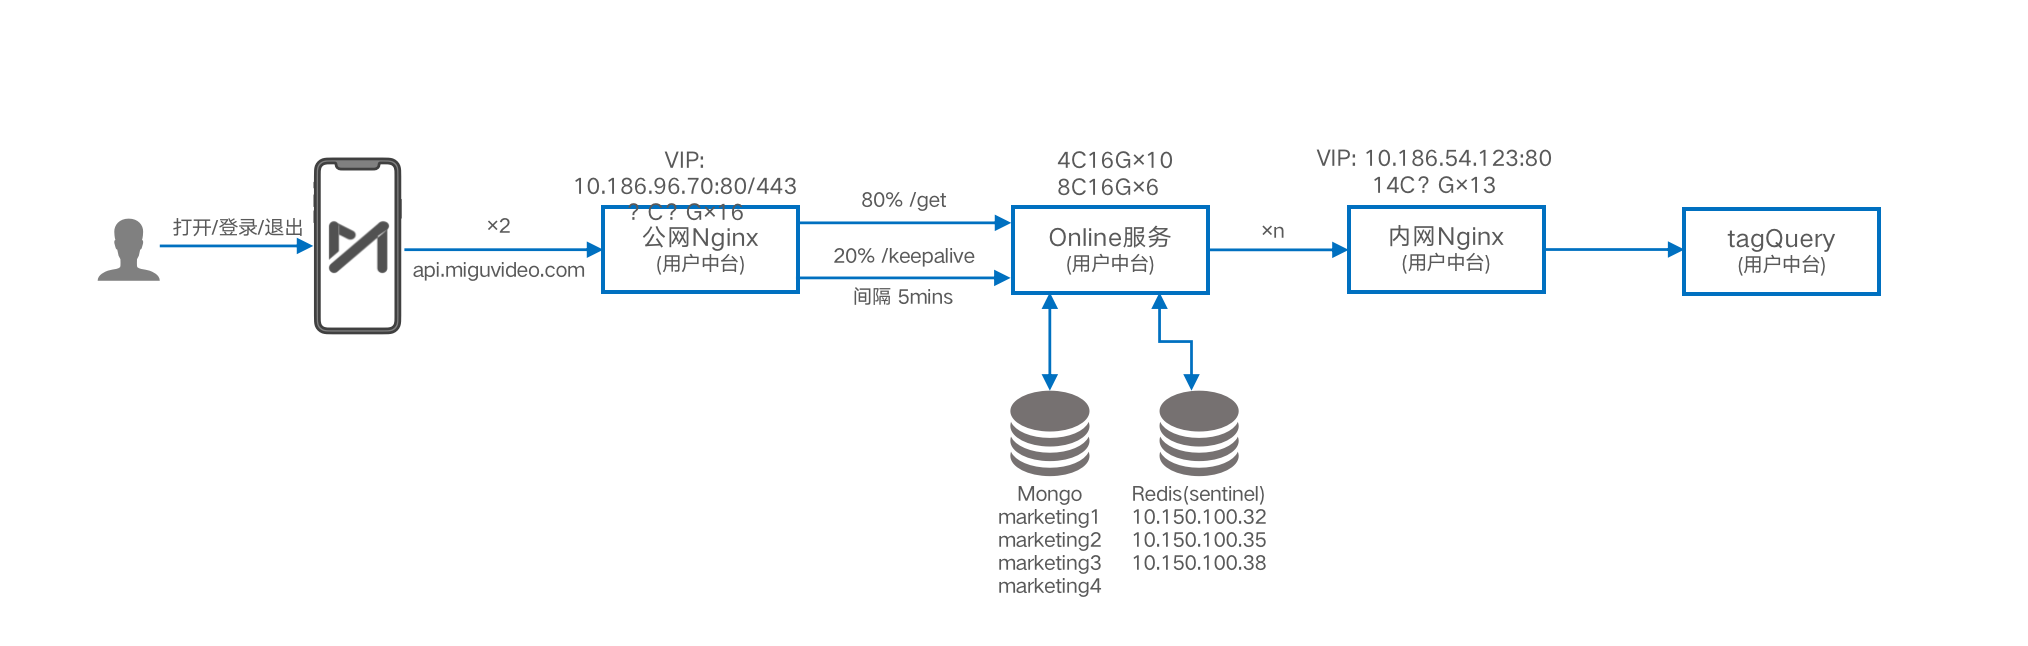 打开/登录/退出
×2
api.miguvideo.com
VIP:
10.186.96.70:80/443
? C? G×16
公网Nginx
(用户中台)
80% /get
20% /keepalive
间隔 5mins
4C16G×10
8C16G×6
Online服务
(用户中台)
×n
VIP: 10.186.54.123:80
14C? G×13
内网Nginx
(用户中台)
tagQuery
(用户中台)
Mongo
marketing1
marketing2
marketing3
marketing4
Redis(sentinel)
10.150.100.32
10.150.100.35
10.150.100.38